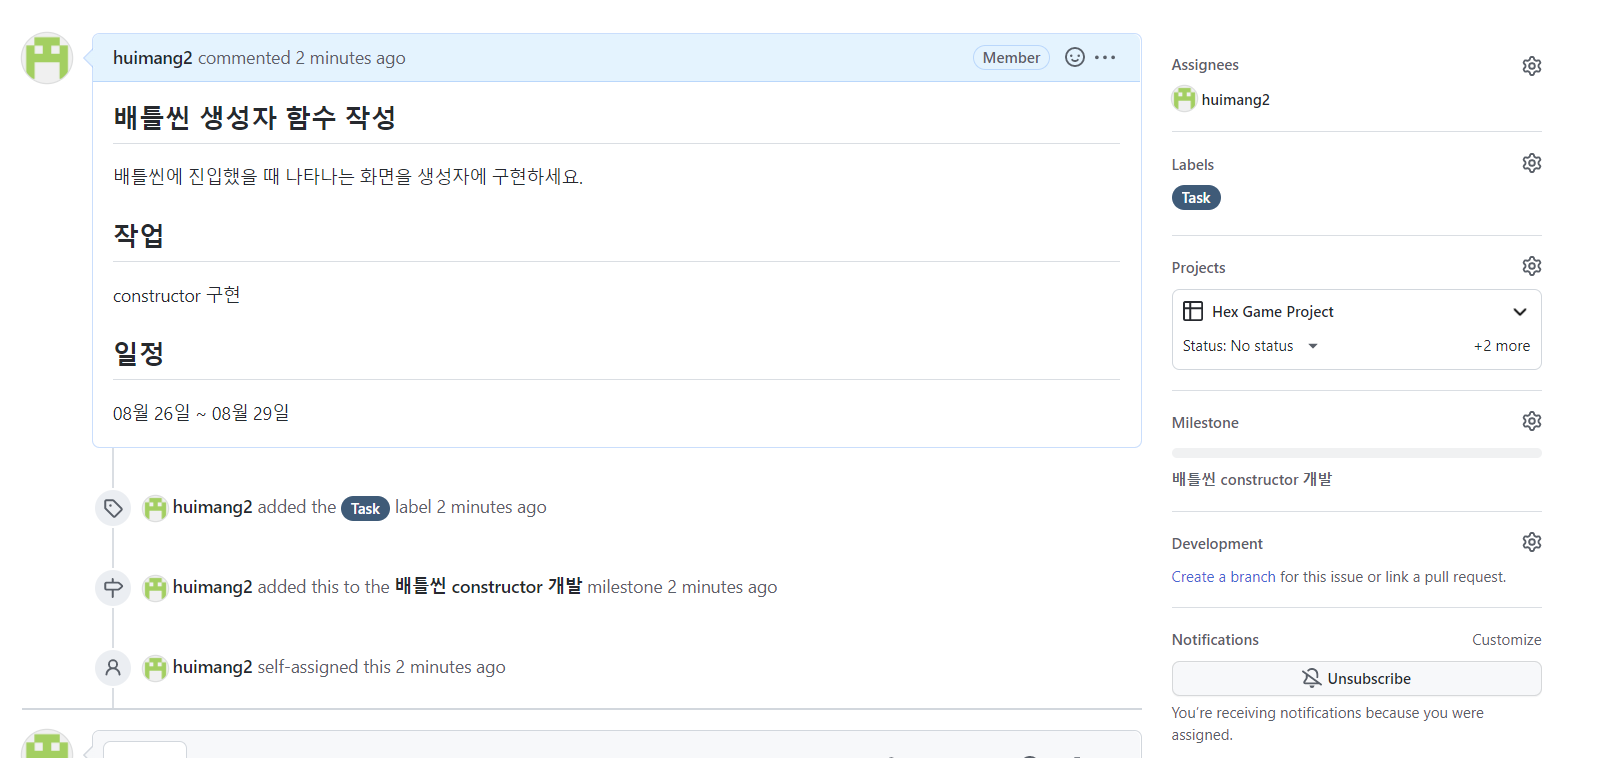 huimang2 commented 2 minutes ago
Member
배틀씬 생성자 함수 작성
배틀씬에 진입했을 때 나타나는 화면을 생성자에 구현하세요.
작업
constructor 구현
일정
08월 26일 ~ 08월 29일
huimang2 added the Task label 2 minutes ago
huimang2 added this to the 배틀씬 constructor 개발 milestone 2 minutes ago
huimang2 self-assigned this 2 minutes ago
Assignees
huimang2
Labels
Task
Projects
Hex Game Project
Status: No status
+2 more
Milestone
배틀씬 constructor 개발
Development
Create a branch for this issue or link a pull request.
Notifications
Customize
Unsubscribe
You're receiving notifications because you were
assigned.